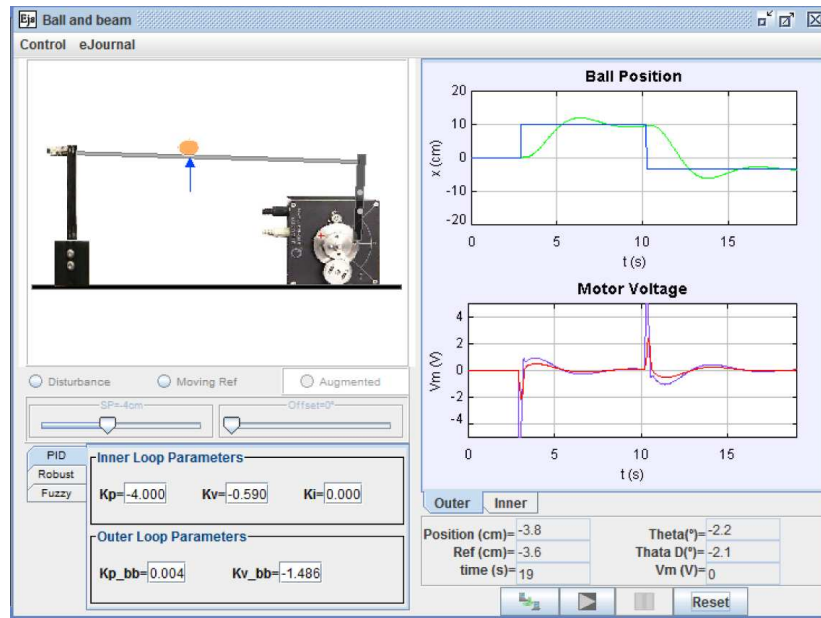 Ejs Ball and beam
Control eJournal
Disturbance Moving Ref Augmented
SP=-4cm Offset=0°
PID
Robust
Fuzzy
Inner Loop Parameters
Kp= -4.000 Kv= -0.590 Ki= 0.000
Outer Loop Parameters
Kp_bb= 0.004 Kv_bb= -1.486
Ball Position
x (cm)
20
10
0
-10
-20
0 5 10 15
t (s)
Motor Voltage
Vm (V)
4
2
0
-2
-4
0 5 10 15
t (s)
Outer Inner
Position (cm)= -3.8 Theta(°)= -2.2
Ref (cm)= -3.6 Thata D(°)= -2.1
time (s)= 19 Vm (V)= 0
Reset